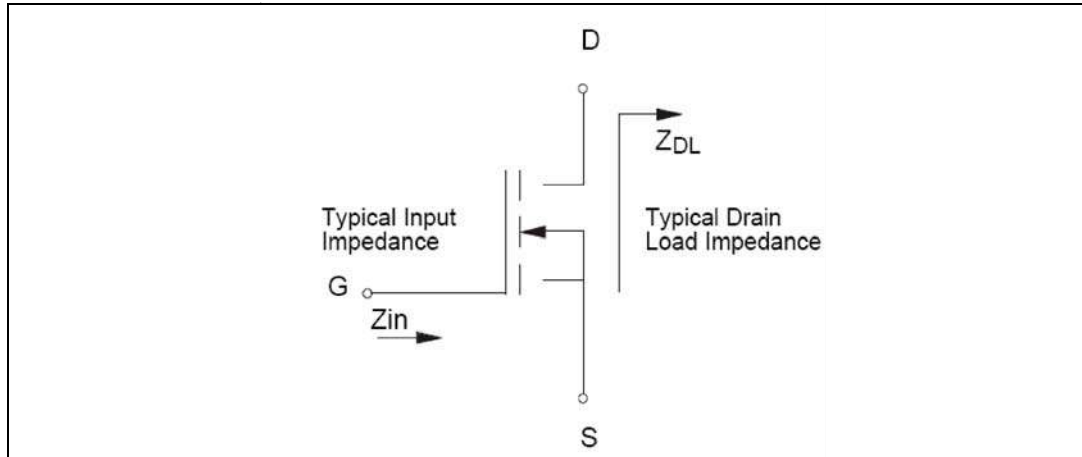 D
ZDL
Typical Input
Impedance
Typical Drain
Load Impedance
G
Zin
S